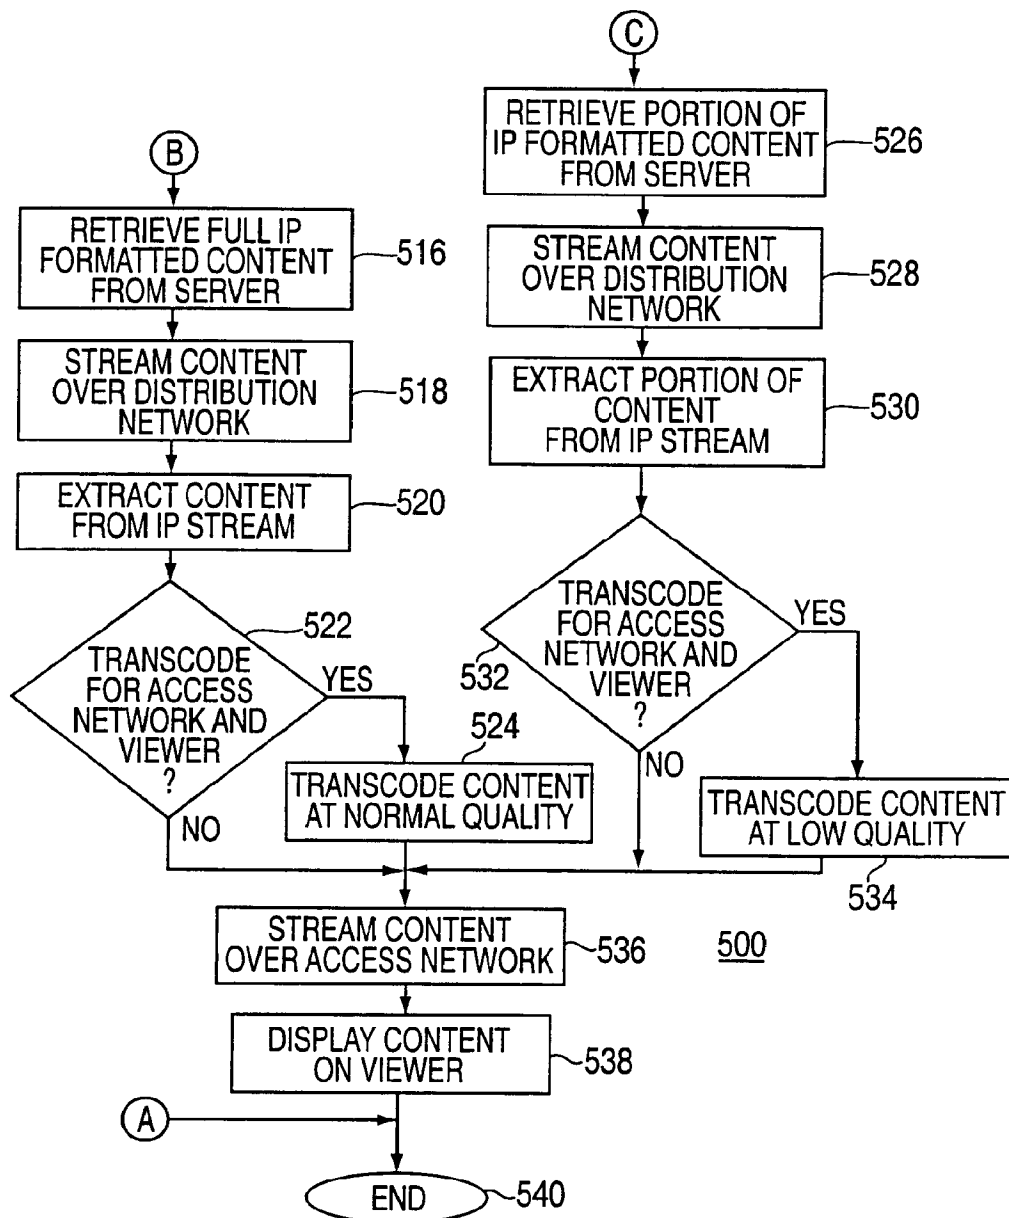 B
RETRIEVE FULL IP
FORMATTED CONTENT
FROM SERVER
516
STREAM CONTENT
OVER DISTRIBUTION
NETWORK
518
EXTRACT CONTENT
FROM IP STREAM
520
TRANSCODE
FOR ACCESS
NETWORK AND
VIEWER
?
522
YES
NO
524
TRANSCODE CONTENT
AT NORMAL QUALITY
C
RETRIEVE PORTION OF
IP FORMATTED CONTENT
FROM SERVER
526
STREAM CONTENT
OVER DISTRIBUTION
NETWORK
528
EXTRACT PORTION OF
CONTENT
FROM IP STREAM
530
TRANSCODE
FOR ACCESS
NETWORK AND
VIEWER
?
532
YES
NO
TRANSCODE CONTENT
AT LOW QUALITY
534
STREAM CONTENT
OVER ACCESS NETWORK
536
500
DISPLAY CONTENT
ON VIEWER
538
A
END
540